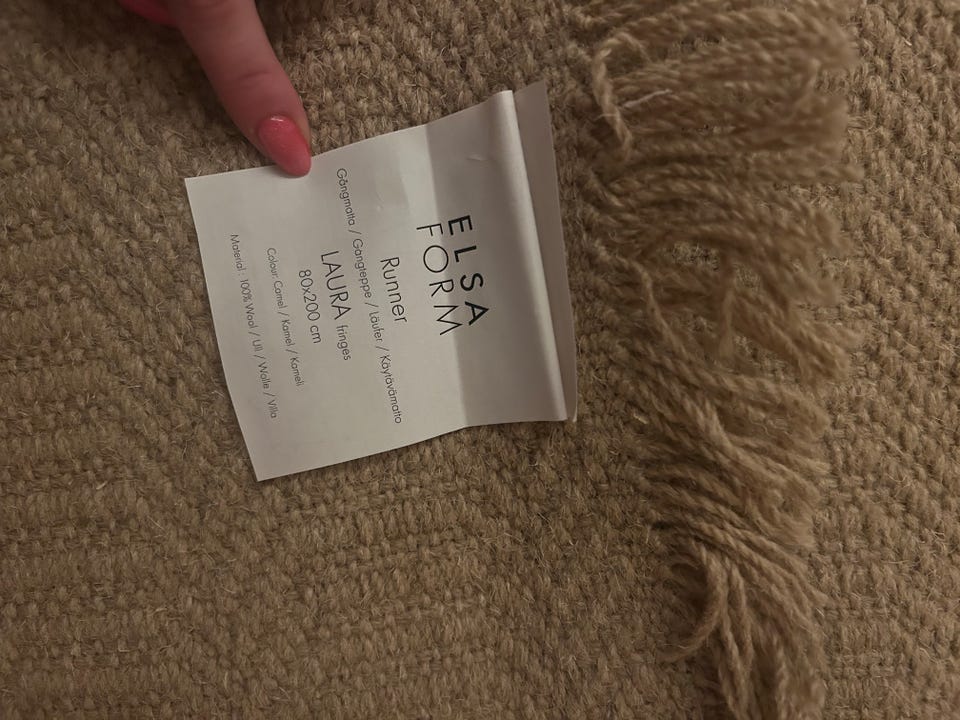 ELSA
FORM
Runner
Gångmatta / Gangteppe / Läufer / Käytävämatto
LAURA fringes
80x200 cm
Colour: Camel / Kamel / Kameli
Material: 100% Wool / Ull / Wolle / Villa